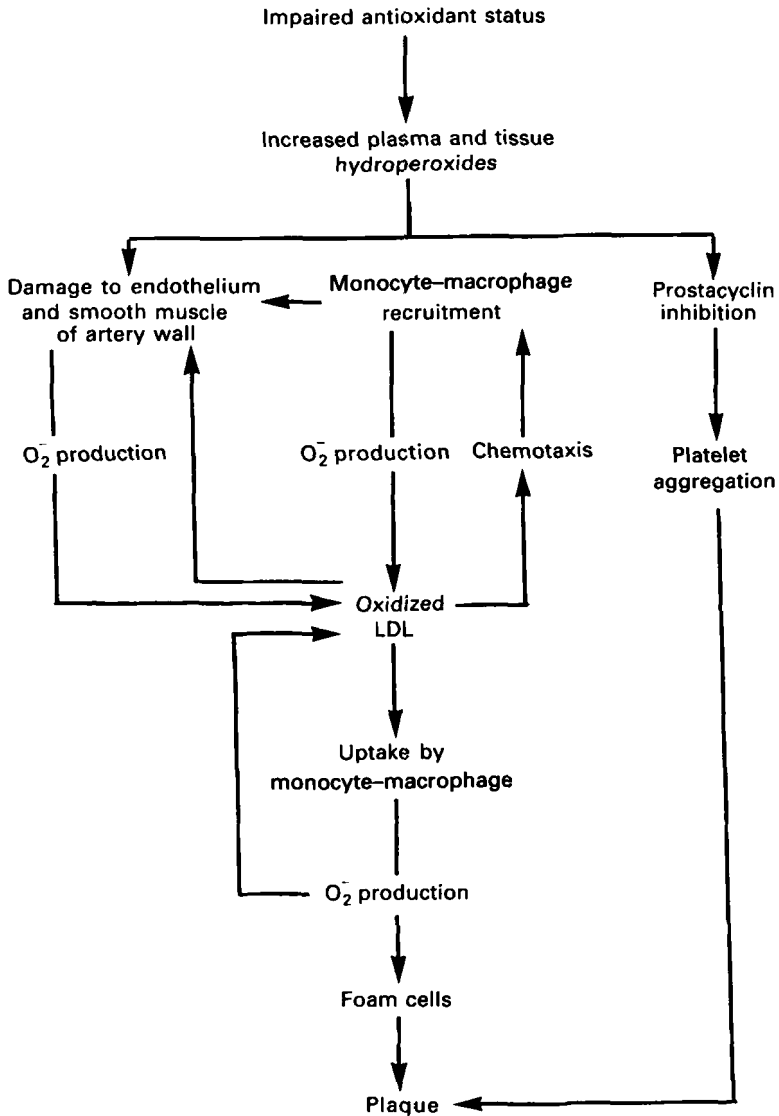 Impaired antioxidant status
Increased plasma and tissue
hydroperoxides
Damage to endothelium
and smooth muscle
of artery wall
Monocyte–macrophage
recruitment
Prostacyclin
inhibition
O₂⁻ production
O₂⁻ production
Chemotaxis
Platelet
aggregation
Oxidized
LDL
Uptake by
monocyte–macrophage
O₂⁻ production
Foam cells
Plaque